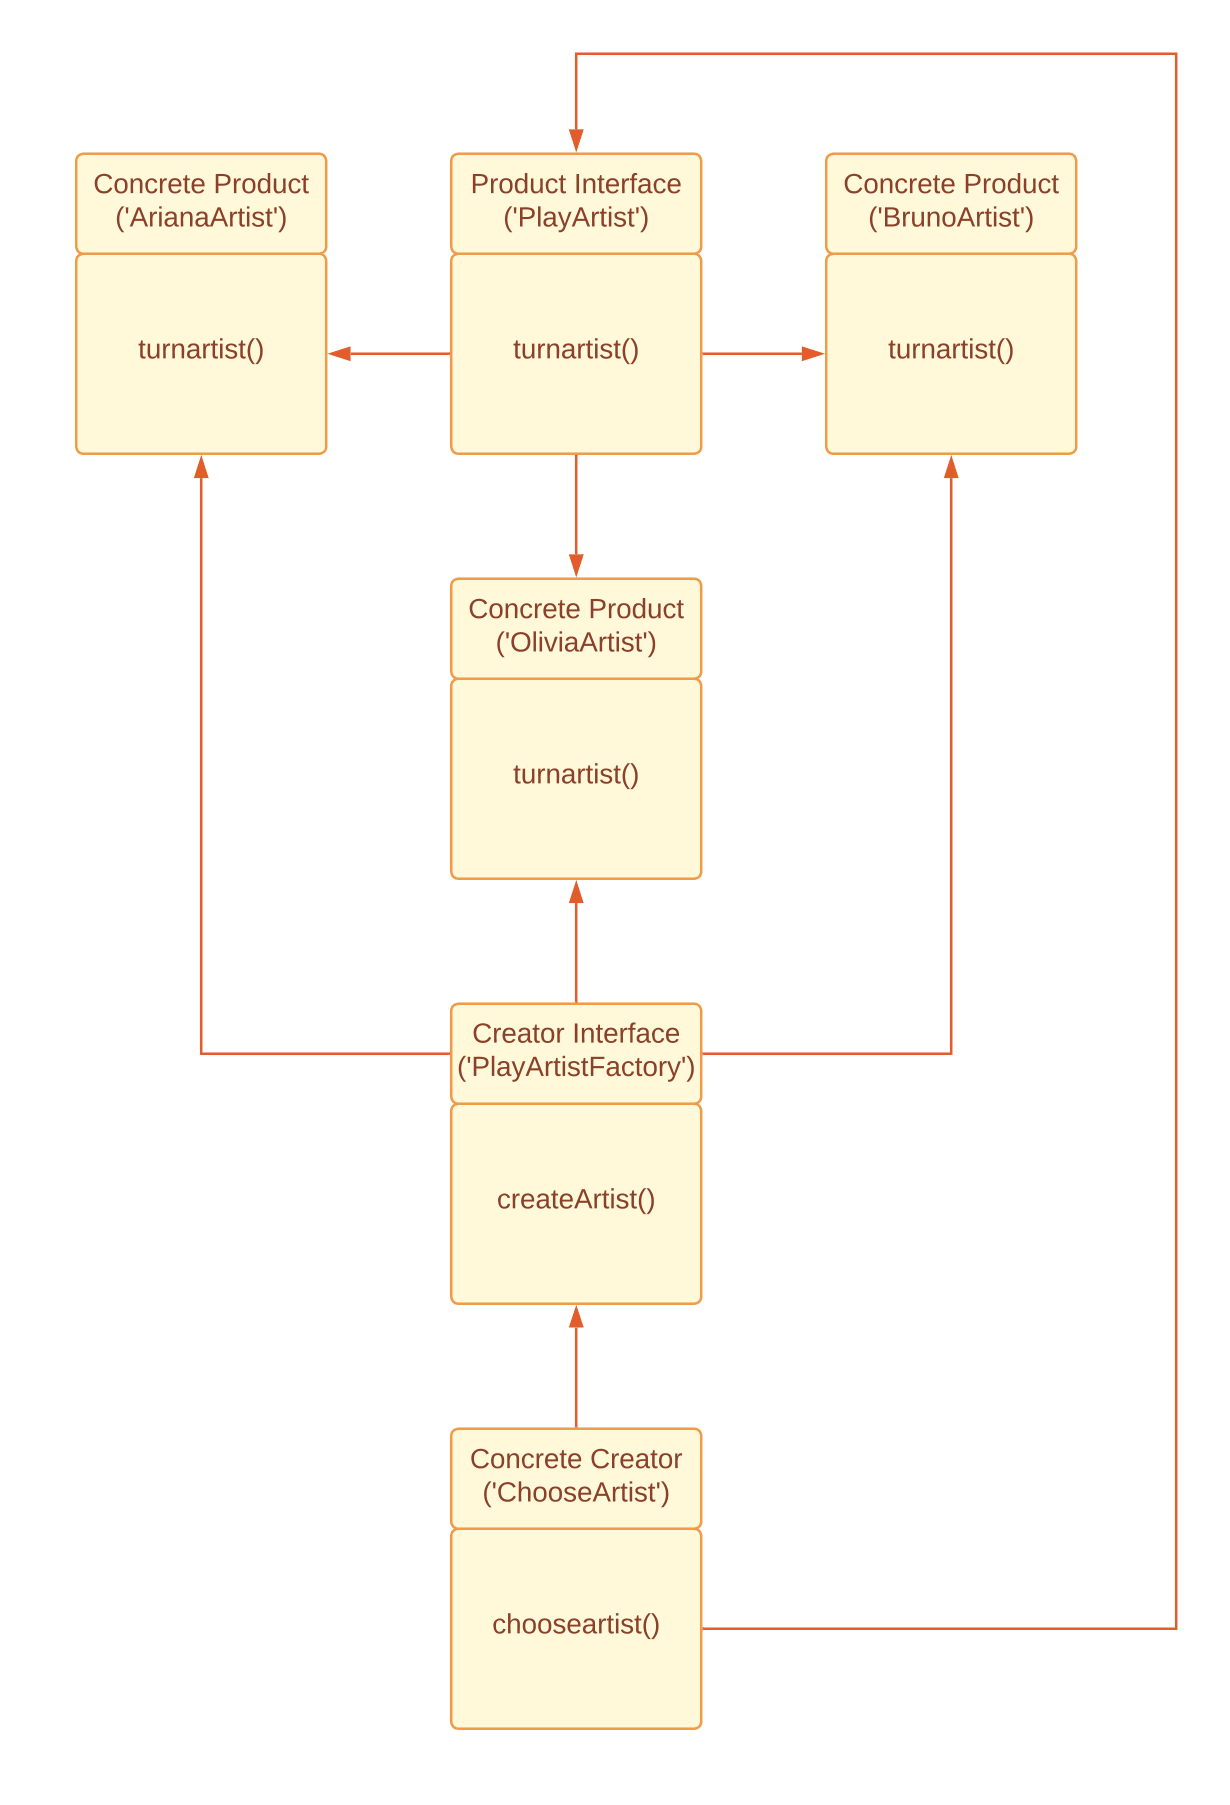 Concrete Product
('ArianaArtist')
turnartist()
Product Interface
('PlayArtist')
turnartist()
Concrete Product
('BrunoArtist')
turnartist()
Concrete Product
('OliviaArtist')
turnartist()
Creator Interface
('PlayArtistFactory')
createArtist()
Concrete Creator
('ChooseArtist')
chooseartist()